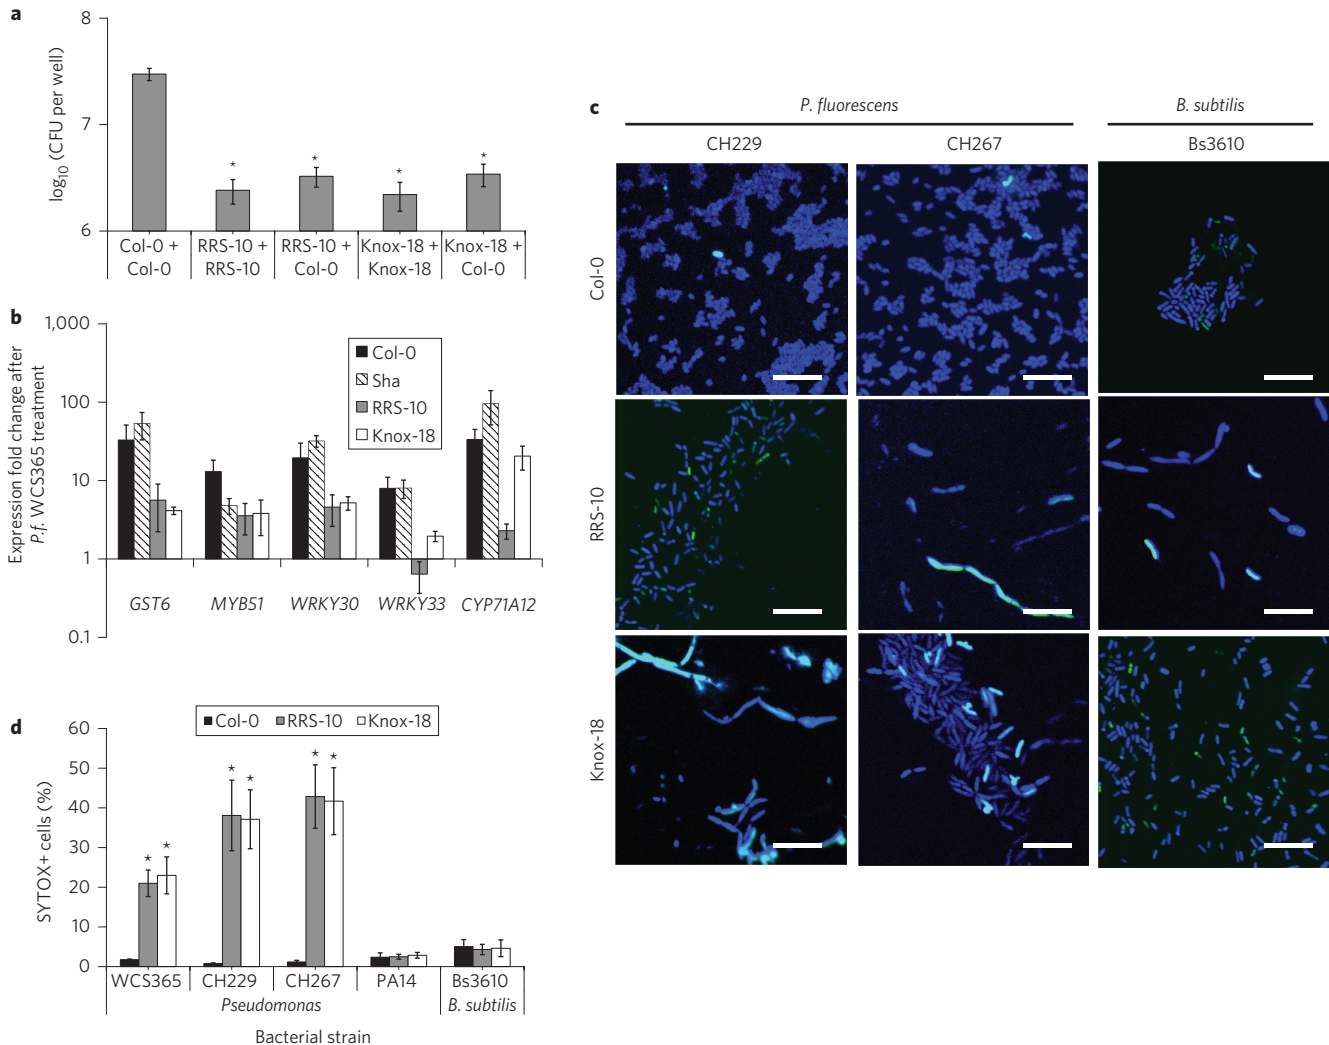 a
8
7
6
log10 (CFU per well)
*
*
*
*
Col-0 +
Col-0
RRS-10 +
RRS-10
RRS-10 +
Col-0
Knox-18 +
Knox-18
Knox-18 +
Col-0
b
1,000
100
10
1
0.1
Expression fold change after
P.f. WCS365 treatment
Col-0
Sha
RRS-10
Knox-18
GST6
MYB51
WRKY30
WRKY33
CYP71A12
c
P. fluorescens
B. subtilis
CH229
CH267
Bs3610
Col-0
RRS-10
Knox-18
d
Col-0
RRS-10
Knox-18
60
50
40
30
20
10
0
SYTOX+ cells (%)
*
*
*
*
*
*
WCS365
CH229
CH267
PA14
Bs3610
Pseudomonas
B. subtilis
Bacterial strain